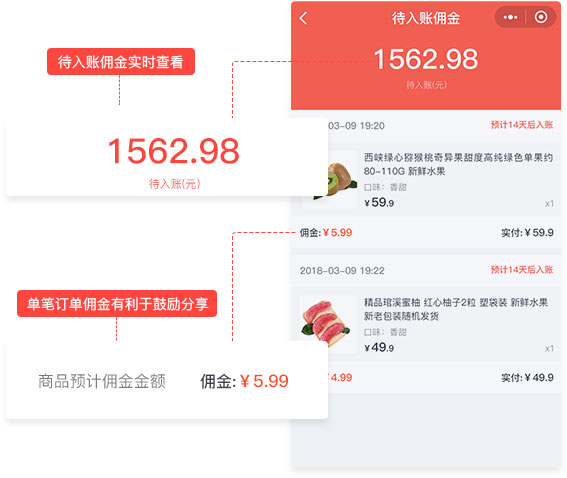 待入账佣金
1562.98
待入账(元)
待入账佣金实时查看
1562.98
待入账(元)
-03-09 19:20
预计14天后入账
西峡绿心猕猴桃奇异果甜度高纯绿色单果约
80-110G 新鲜水果
口味：香甜
¥59.9
x1
佣金:¥5.99
实付:¥59.9
2018-03-09 19:22
预计14天后入账
精品琯溪蜜柚 红心柚子2粒 塑袋装 新鲜水果
新老包装随机发货
口味：香甜
¥49.9
x1
¥4.99
实付:¥49.9
单笔订单佣金有利于鼓励分享
商品预计佣金金额
佣金:¥5.99